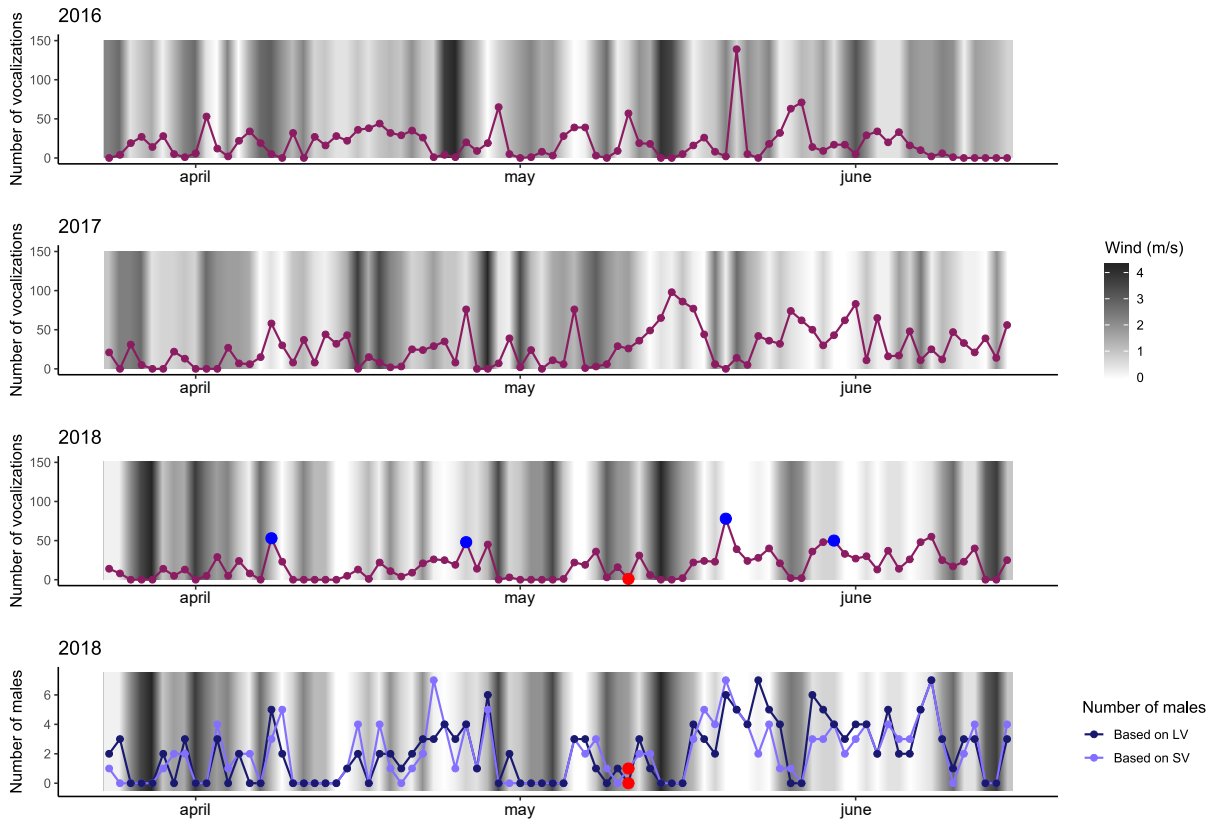 2016
Number of vocalizations
150
100
50
0
april
may
june
2017
Number of vocalizations
150
100
50
0
april
may
june
Wind (m/s)
4
3
2
1
0
2018
Number of vocalizations
150
100
50
0
april
may
june
2018
Number of males
6
4
2
0
april
may
june
Number of males
Based on LV
Based on SV